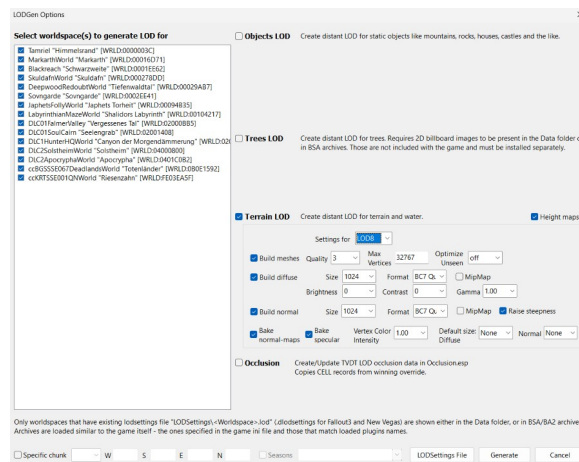 LODGen Options
Select worldspace(s) to generate LOD for
Tamriel "Himmelsrand" [WRLD:0000003C]
MarkarthWorld "Markarth" [WRLD:00016D71]
Blackreach "Schwarzweite" [WRLD:0001EE62]
SkuldafnWorld "Skuldafn" [WRLD:000278DD]
DeepwoodRedoubtWorld "Tiefenwaldtal" [WRLD:00029AB7]
Sovngarde "Sovngarde" [WRLD:0002EE41]
JaphetsFollyWorld "Japhets Torheit" [WRLD:00094B35]
LabyrinthianMazeWorld "Shalidors Labyrinth" [WRLD:00104217]
DLC01FalmerValley "Vergessenes Tal" [WRLD:02000BB5]
DLC01SoulCairn "Seelengrab" [WRLD:02001408]
DLC1HunterHQWorld "Canyon der Morgendämmerung" [WRLD:020
DLC2SolstheimWorld "Solstheim" [WRLD:04000800]
DLC2ApocryphaWorld "Apocrypha" [WRLD:0401C0B2]
ccBGSSSE067DeadlandsWorld "Totenländer" [WRLD:0B0E1592]
ccKRTSSE001QNWorld "Riesenzahn" [WRLD:FE03EA5F]
Objects LOD Create distant LOD for static objects like mountains, rocks, houses, castles and the like.
Trees LOD Create distant LOD for trees. Requires 2D billboard images to be present in the Data folder
in BSA archives. Those are not included with the game and must be installed separately.
Terrain LOD Create distant LOD for terrain and water. Height maps
Settings for LOD8
Build meshes Quality 3 Max Vertices 32767 Optimize Unseen off
Build diffuse Size 1024 Format BC7 Qu MipMap
Brightness 0 Contrast 0 Gamma 1.00
Build normal Size 1024 Format BC7 Qu MipMap Raise steepness
Bake normal-maps Bake specular Vertex Color Intensity 1.00 Default size: Diffuse None Normal None
Occlusion Create/Update TVDT LOD occlusion data in Occlusion.esp
Copies CELL records from winning override.
Only worldspaces that have existing lodsettings file "LODSettings\<Worldspace>.lod" (.dlodsettings for Fallout3 and New Vegas) are shown either in the Data folder, or in BSA/BA2 archive
Archives are loaded similar to the game itself - the ones specified in the game ini file and those that match loaded plugins names.
Specific chunk W S E N Seasons LODSettings File Generate Cancel